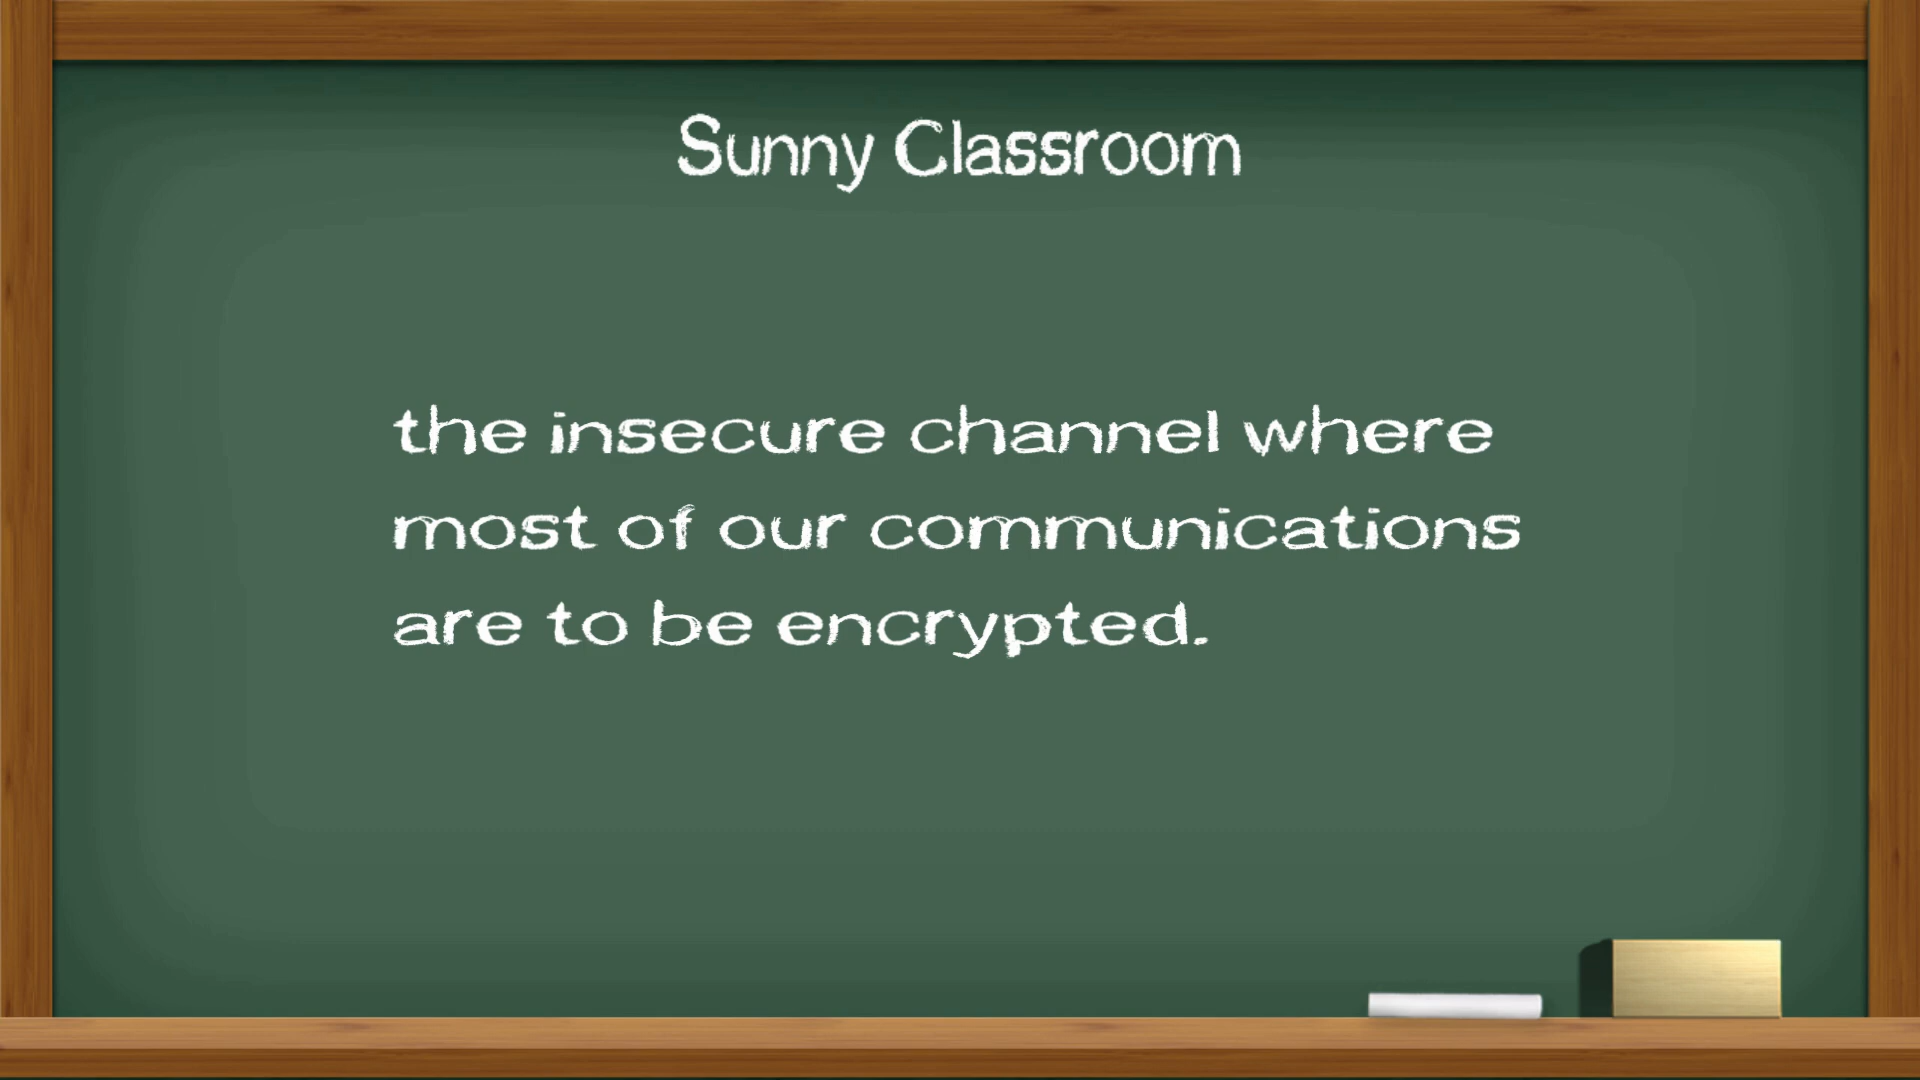 Sunny Classroom
the insecure channel where
most of our communications
are to be encrypted.